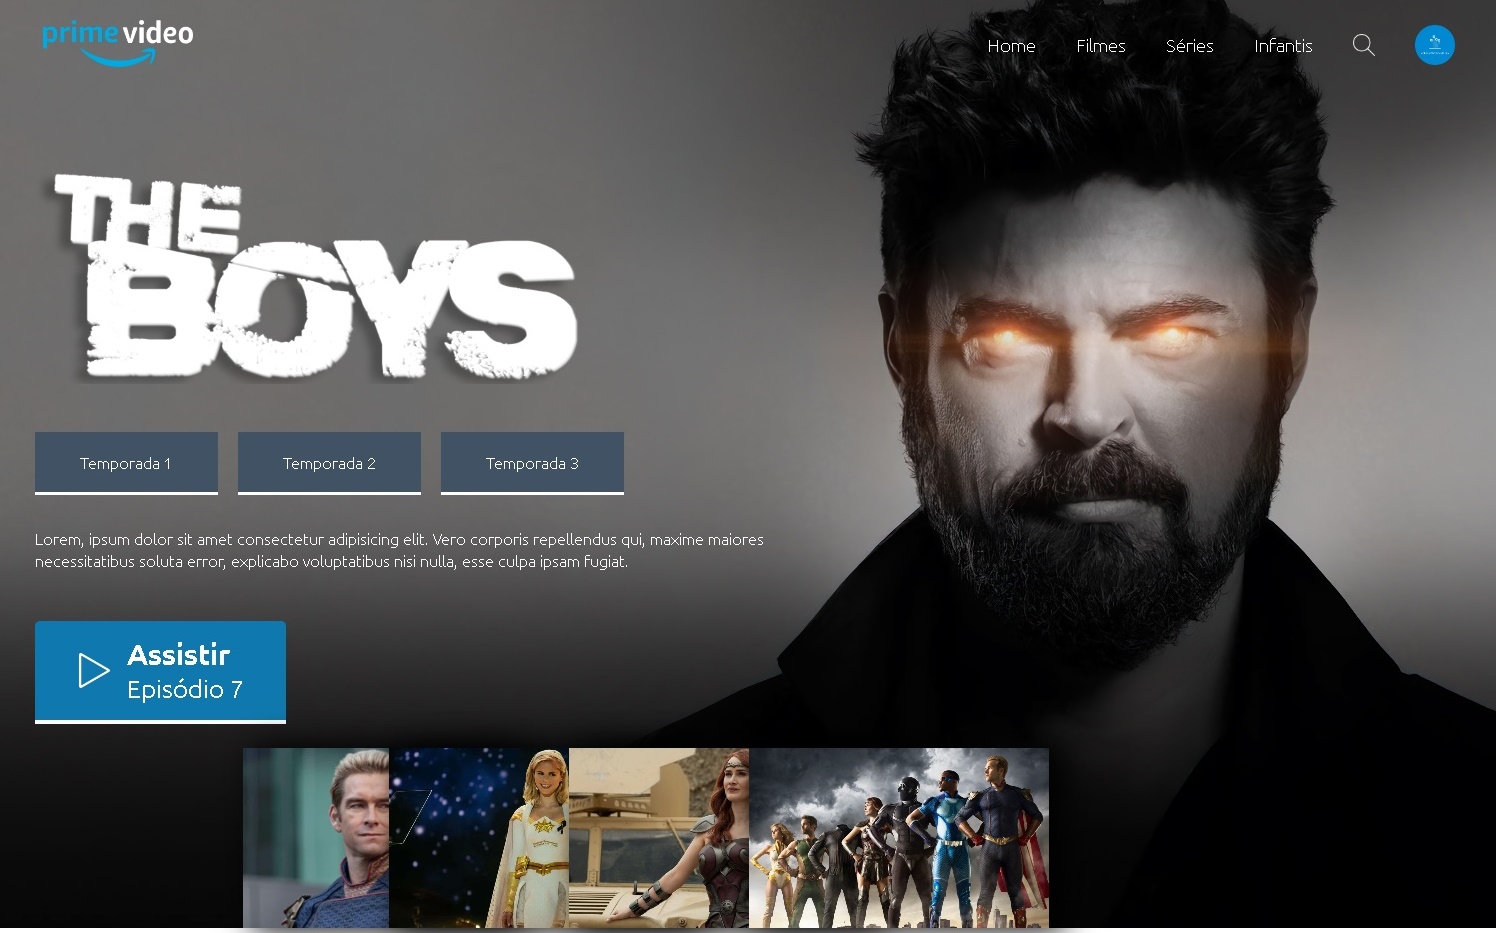 prime video
Home
Filmes
Séries
Infantis
THE
BOYS
Temporada 1
Temporada 2
Temporada 3
Lorem, ipsum dolor sit amet consectetur adipisicing elit. Vero corporis repellendus qui, maxime maiores
necessitatibus soluta error, explicabo voluptatibus nisi nulla, esse culpa ipsam fugiat.
Assistir
Episódio 7